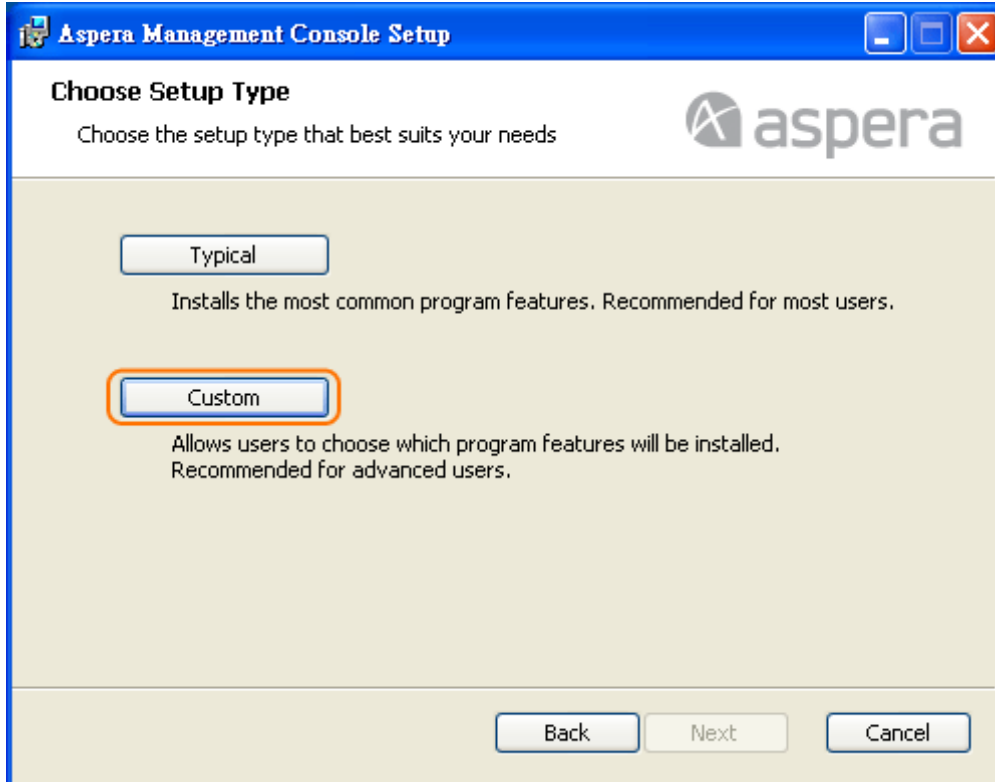 Aspera Management Console Setup
Choose Setup Type
Choose the setup type that best suits your needs
aspera
Typical
Installs the most common program features. Recommended for most users.
Custom
Allows users to choose which program features will be installed.
Recommended for advanced users.
Back
Next
Cancel